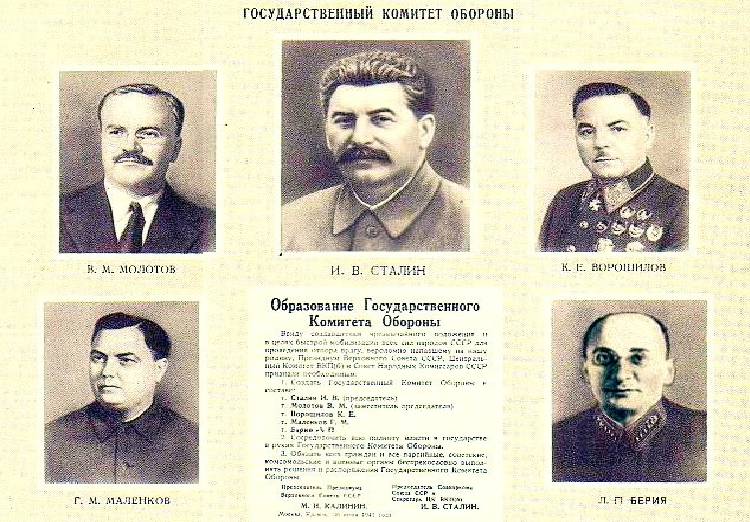 ГОСУДАРСТВЕННЫЙ КОМИТЕТ ОБОРОНЫ
В. М. МОЛОТОВ
И. В. СТАЛИН
К. Е. ВОРОШИЛОВ
Образование Государственного
Комитета Обороны
Ввиду создавшегося чрезвычайного положения и
в целях быстрой мобилизации всех сил народов СССР для
проведения отпора врагу, вероломно напавшему на нашу
родину, Президиум Верховного Совета СССР, Централь-
ный Комитет ВКП(б) и Совет Народных Комиссаров СССР
признали необходимым:
1. Создать Государственный Комитет Обороны в
составе:
т. Сталин И. В. (председатель)
т. Молотов В. М. (заместитель председателя)
т. Ворошилов К. Е.
т. Маленков Г. М.
т. Берия Л. П.
2. Сосредоточить всю полноту власти в государстве
в руках Государственного Комитета Обороны.
3. Обязать всех граждан и все партийные, советские,
комсомольские и военные органы беспрекословно выпол-
нять решения и распоряжения Государственного Комитета
Обороны.
Председатель Президиума
Верховного Совета СССР
М. И. КАЛИНИН.
Председатель Совнаркома
Союза ССР и
Секретарь ЦК ВКП(б)
И. В. СТАЛИН.
Москва, Кремль, 30 июня 1941 года
Г. М. МАЛЕНКОВ
Л. П БЕРИЯ